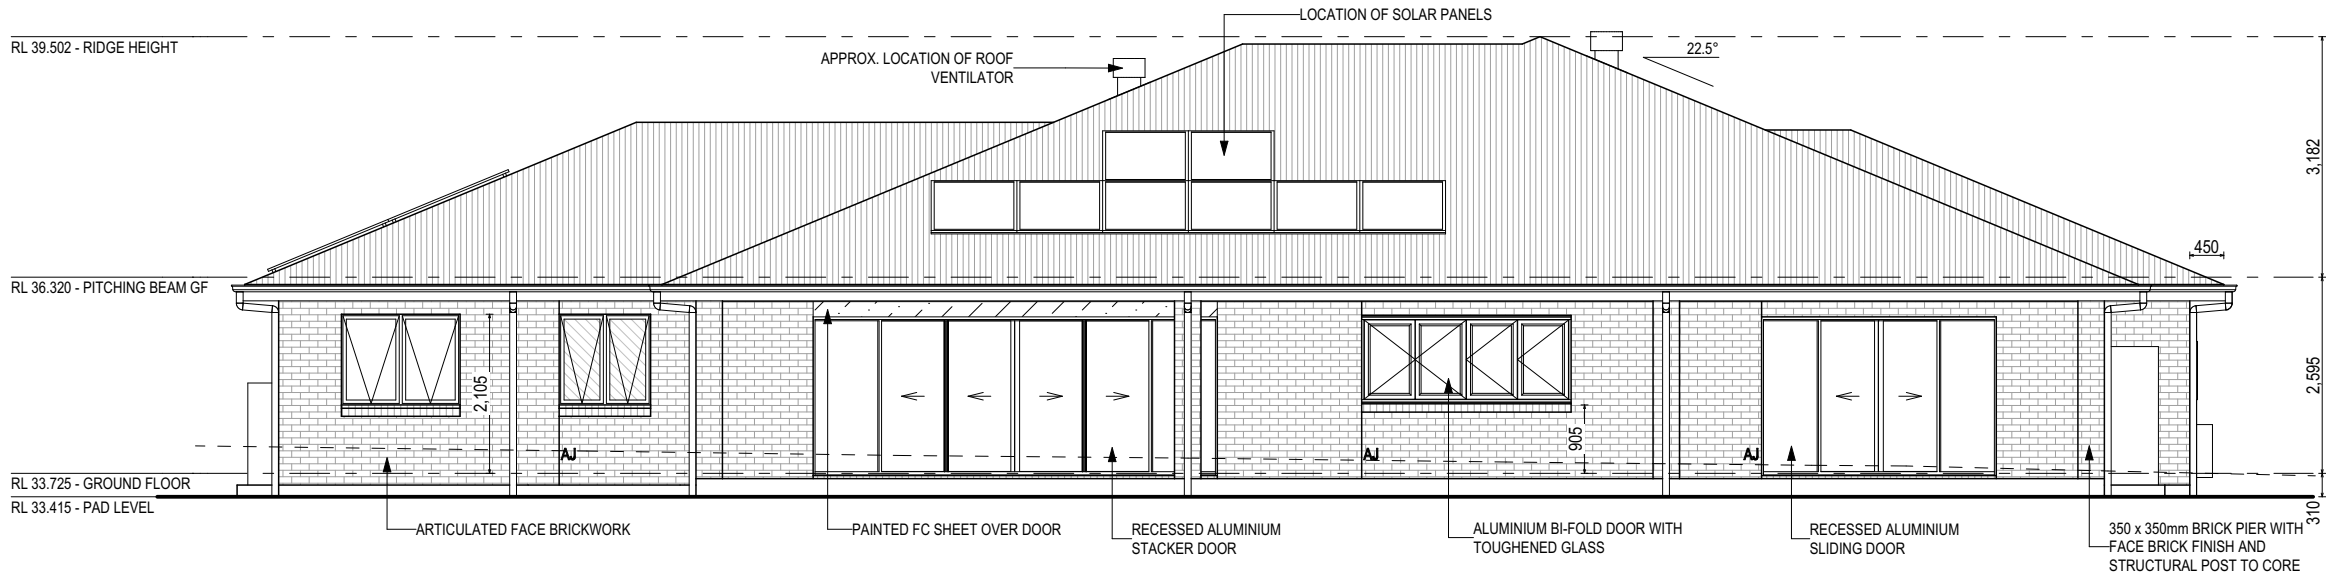 LOCATION OF SOLAR PANELS
RL 39.502 - RIDGE HEIGHT
22.5°
APPROX. LOCATION OF ROOF
VENTILATOR
3,182
450
RL 36.320 - PITCHING BEAM GF
2,105
905
2,595
AJ
AJ
AJ
RL 33.725 - GROUND FLOOR
RL 33.415 - PAD LEVEL
310
ARTICULATED FACE BRICKWORK
PAINTED FC SHEET OVER DOOR
RECESSED ALUMINIUM
STACKER DOOR
ALUMINIUM BI-FOLD DOOR WITH
TOUGHENED GLASS
RECESSED ALUMINIUM
SLIDING DOOR
350 x 350mm BRICK PIER WITH
FACE BRICK FINISH AND
STRUCTURAL POST TO CORE